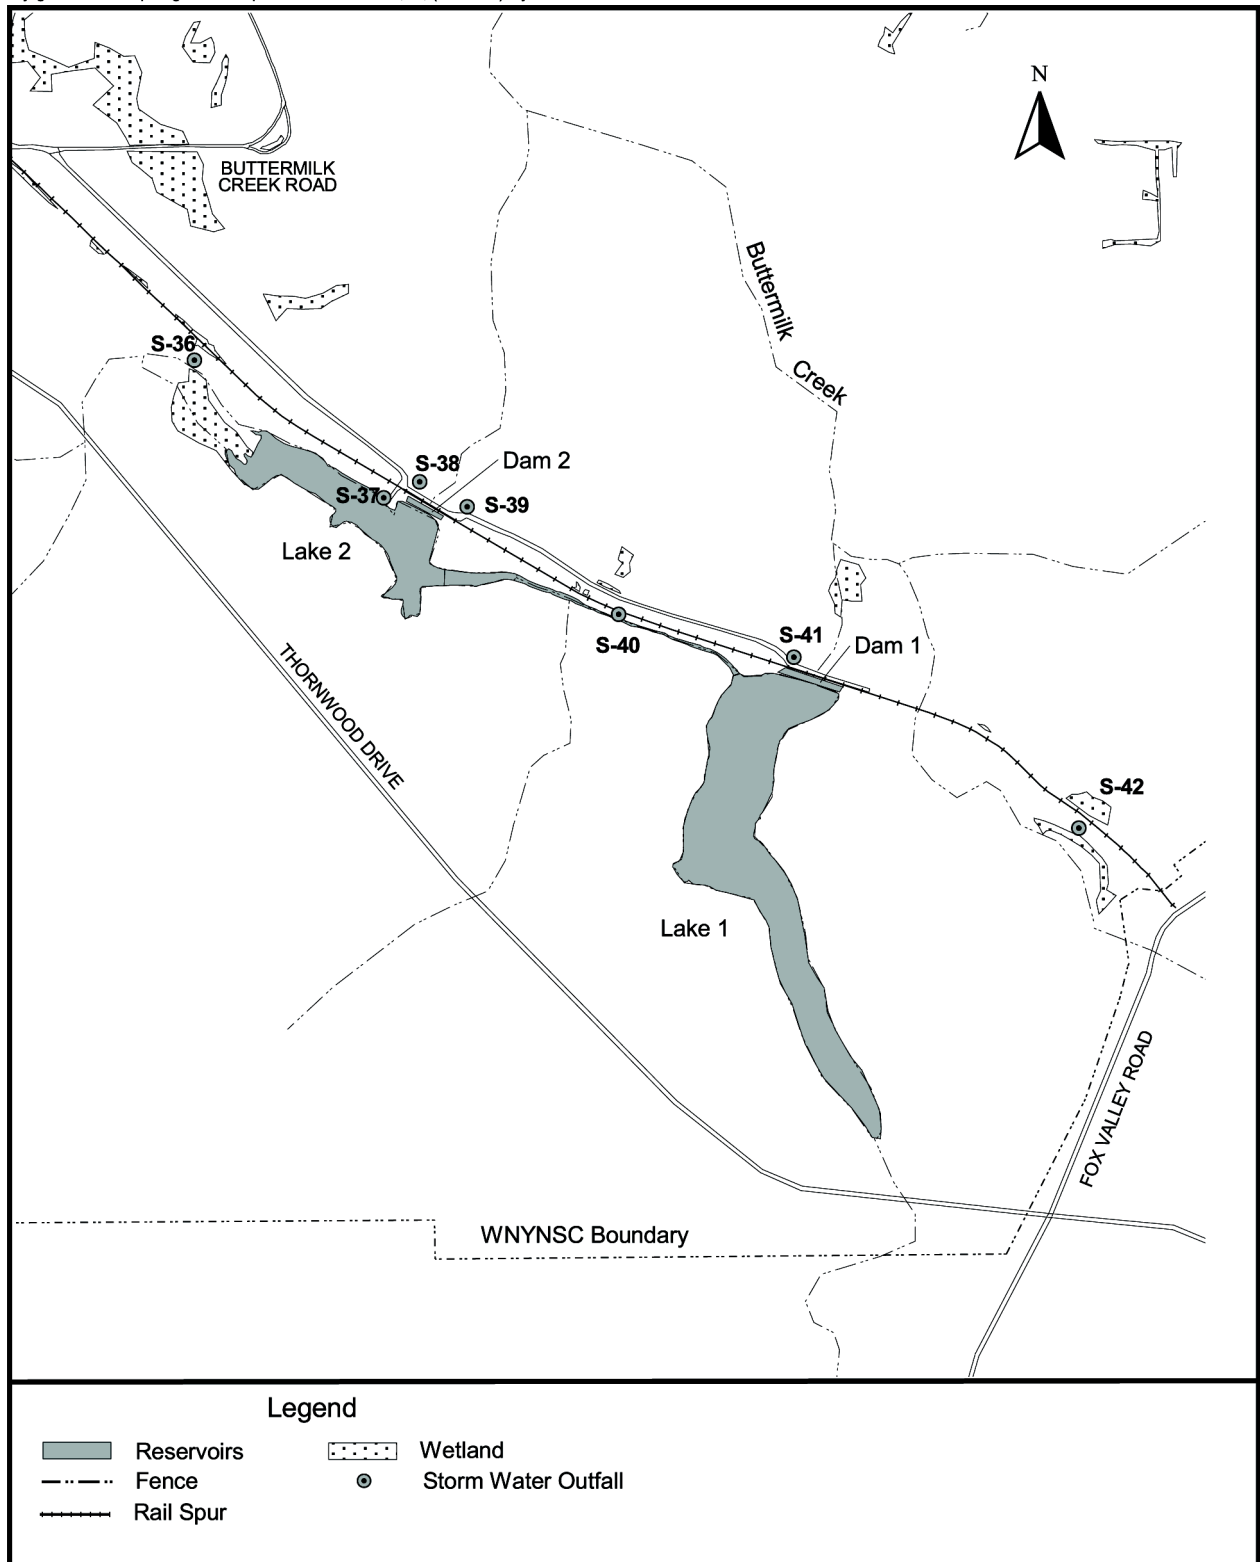 N
BUTTERMILK
CREEK ROAD
Buttermilk
Creek
S-36
S-38
Dam 2
S-37
S-39
Lake 2
S-40
S-41
Dam 1
THORNWOOD DRIVE
S-42
Lake 1
FOX VALLEY ROAD
WNYNSC Boundary
Legend
Reservoirs
Wetland
Fence
Storm Water Outfall
Rail Spur